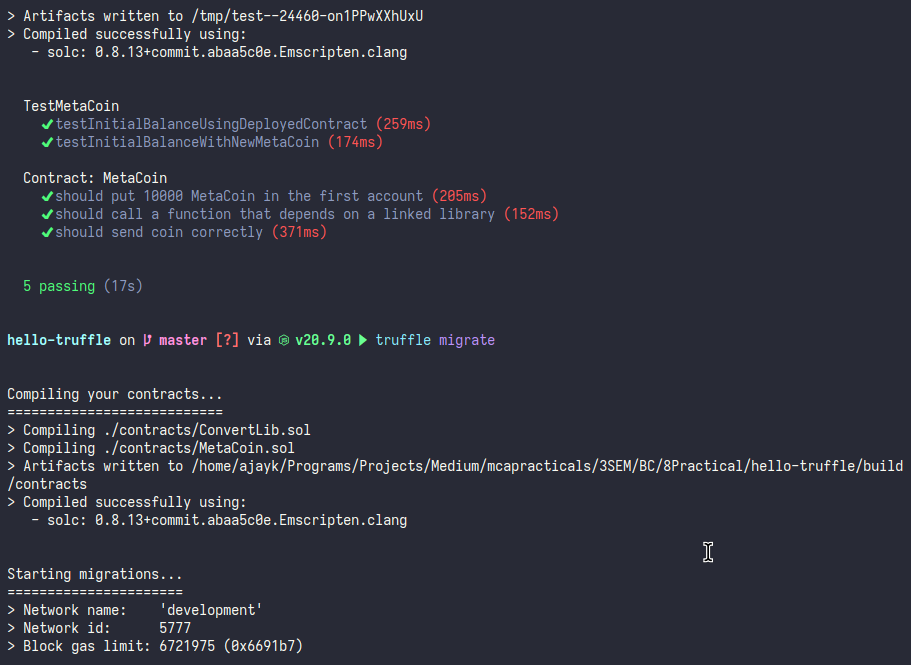 > Artifacts written to /tmp/test--24460-on1PPwXXhUxU
> Compiled successfully using:
   - solc: 0.8.13+commit.abaa5c0e.Emscripten.clang
  TestMetaCoin
    ✔testInitialBalanceUsingDeployedContract (259ms)
    ✔testInitialBalanceWithNewMetaCoin (174ms)
  Contract: MetaCoin
    ✔should put 10000 MetaCoin in the first account (205ms)
    ✔should call a function that depends on a linked library (152ms)
    ✔should send coin correctly (371ms)
  5 passing (17s)
hello-truffle on master [?] via v20.9.0 truffle migrate
Compiling your contracts...
===========================
> Compiling ./contracts/ConvertLib.sol
> Compiling ./contracts/MetaCoin.sol
> Artifacts written to /home/ajayk/Programs/Projects/Medium/mcapracticals/3SEM/BC/8Practical/hello-truffle/build
/contracts
> Compiled successfully using:
   - solc: 0.8.13+commit.abaa5c0e.Emscripten.clang
Starting migrations...
======================
> Network name:    'development'
> Network id:      5777
> Block gas limit: 6721975 (0x6691b7)